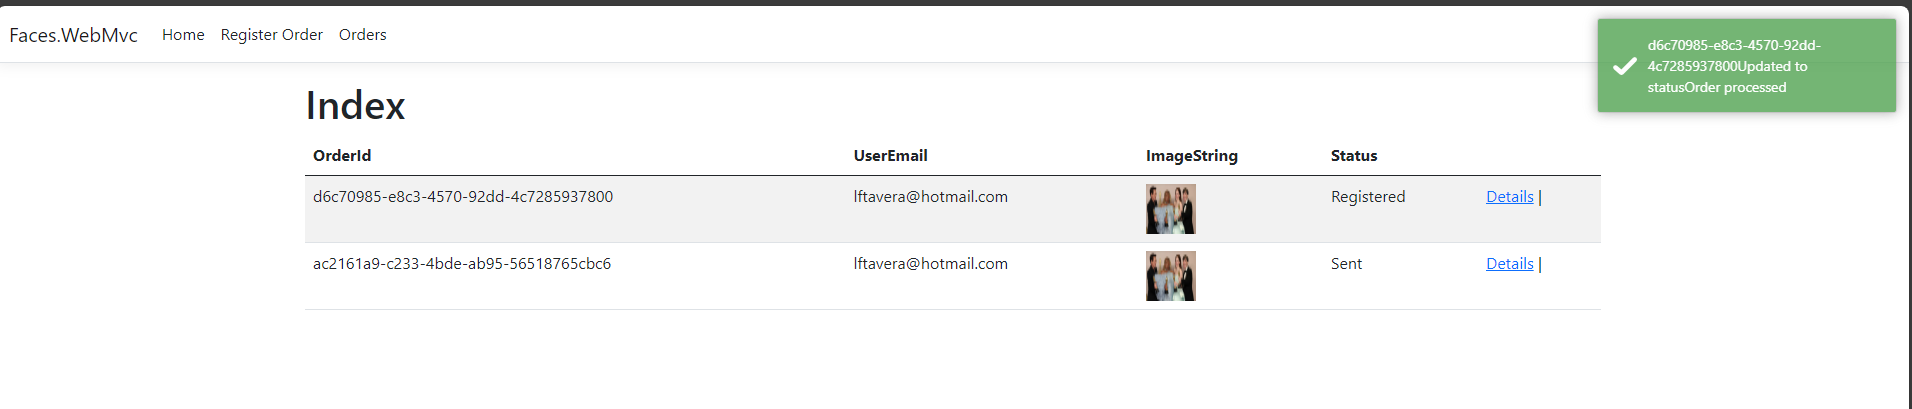 Faces.WebMvc Home Register Order Orders
d6c70985-e8c3-4570-92dd-
4c7285937800Updated to
statusOrder processed
Index
OrderId UserEmail ImageString Status
d6c70985-e8c3-4570-92dd-4c7285937800 lftavera@hotmail.com Registered Details |
ac2161a9-c233-4bde-ab95-56518765cbc6 lftavera@hotmail.com Sent Details |